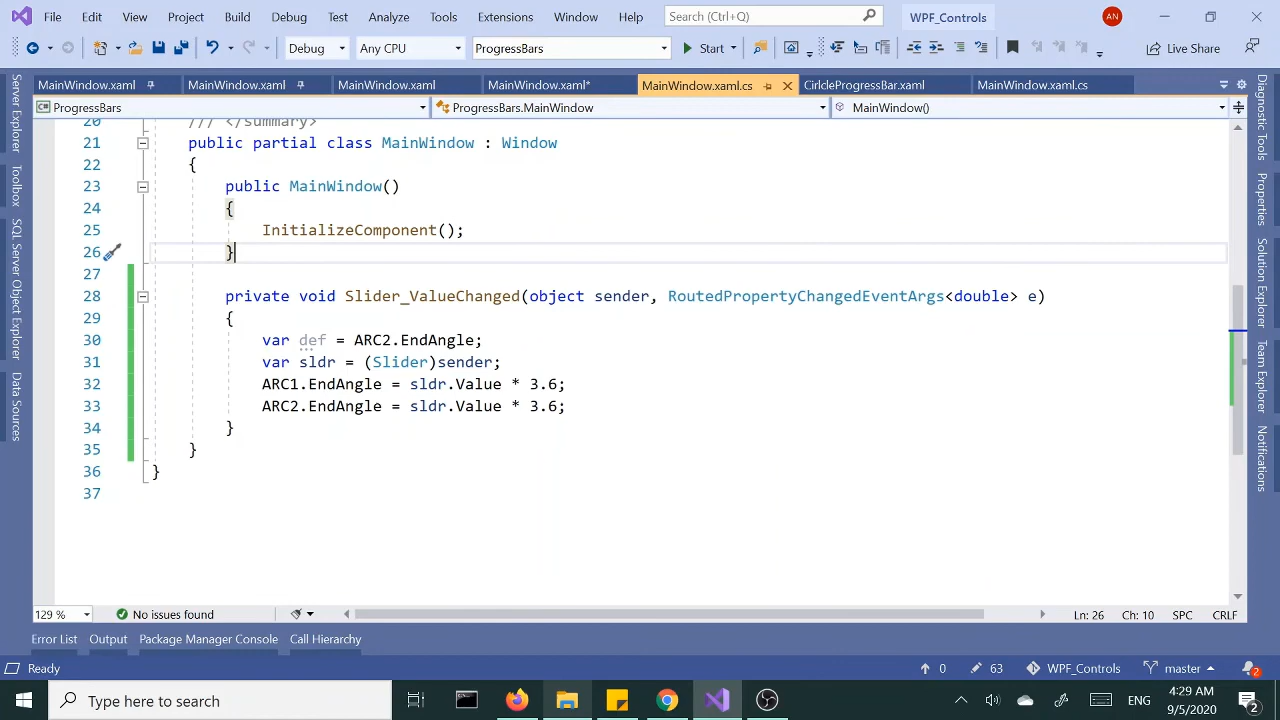 File Edit View Project Build Debug Test Analyze Tools Extensions Window Help Search (Ctrl+Q) WPF_Controls AN
Debug Any CPU ProgressBars Start Live Share
MainWindow.xaml MainWindow.xaml MainWindow.xaml MainWindow.xaml* MainWindow.xaml.cs CirldeProgressBar.xaml MainWindow.xaml.cs
ProgressBars ProgressBars.MainWindow MainWindow()
20 /// </summary>
21 public partial class MainWindow : Window
22 {
23 public MainWindow()
24 {
25 InitializeComponent();
26 }
27
28 private void Slider_ValueChanged(object sender, RoutedPropertyChangedEventArgs<double> e)
29 {
30 var def = ARC2.EndAngle;
31 var sldr = (Slider)sender;
32 ARC1.EndAngle = sldr.Value * 3.6;
33 ARC2.EndAngle = sldr.Value * 3.6;
34 }
35 }
36 }
37
Server Explorer
Toolbox
SQL Server Object Explorer
Data Sources
Diagnostic Tools
Properties
Solution Explorer
Team Explorer
Notifications
129 % No issues found Ln: 26 Ch: 10 SPC CRLF
Error List Output Package Manager Console Call Hierarchy
Ready 0 63 WPF_Controls master 2
Type here to search ENG 4:29 AM
9/5/2020 2